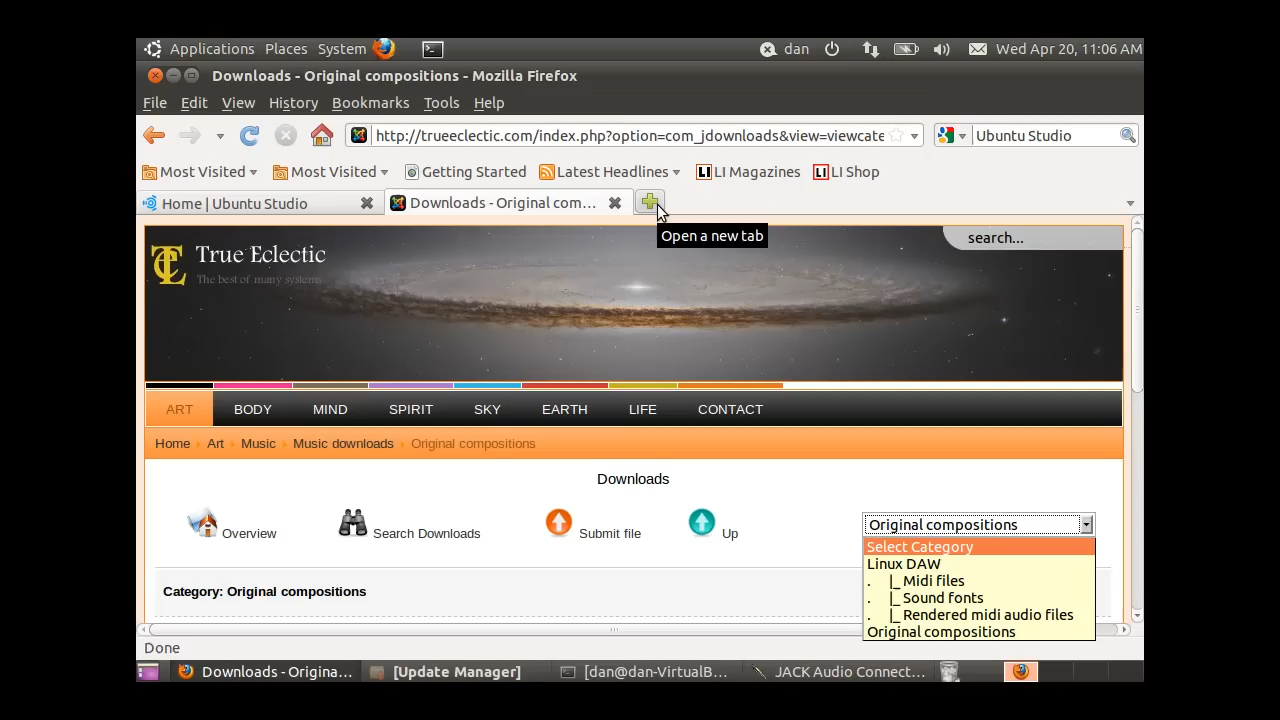 Applications Places System dan Wed Apr 20, 11:06 AM
Downloads - Original compositions - Mozilla Firefox
File Edit View History Bookmarks Tools Help
http://trueeclectic.com/index.php?option=com_jdownloads&view=viewcate Ubuntu Studio
Most Visited Most Visited Getting Started Latest Headlines LI LI Magazines LI LI Shop
Home | Ubuntu Studio Downloads - Original com...
Open a new tab
search...
True Eclectic
The best of many systems
ART BODY MIND SPIRIT SKY EARTH LIFE CONTACT
Home Art Music Music downloads Original compositions
Downloads
Overview Search Downloads Submit file Up Original compositions
Select Category
Linux DAW
. |_ Midi files
. |_ Sound fonts
. |_ Rendered midi audio files
Original compositions
Category: Original compositions
Done
Downloads - Origina... [Update Manager] [dan@dan-VirtualB... JACK Audio Connect...